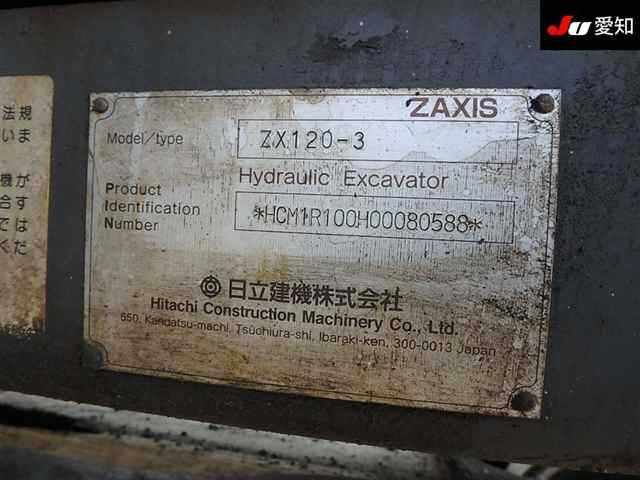 JU 愛知
法規
いま
機が
合す
では
くだ
ZAXIS
Model/type ZX120-3
Hydraulic Excavator
Product
Identification
Number
*HCM1R100H00080588*
日立建機株式会社
Hitachi Construction Machinery Co., Ltd.
650, Kandatsu-machi, Tsuchiura-shi, Ibaraki-ken, 300-0013 Japan